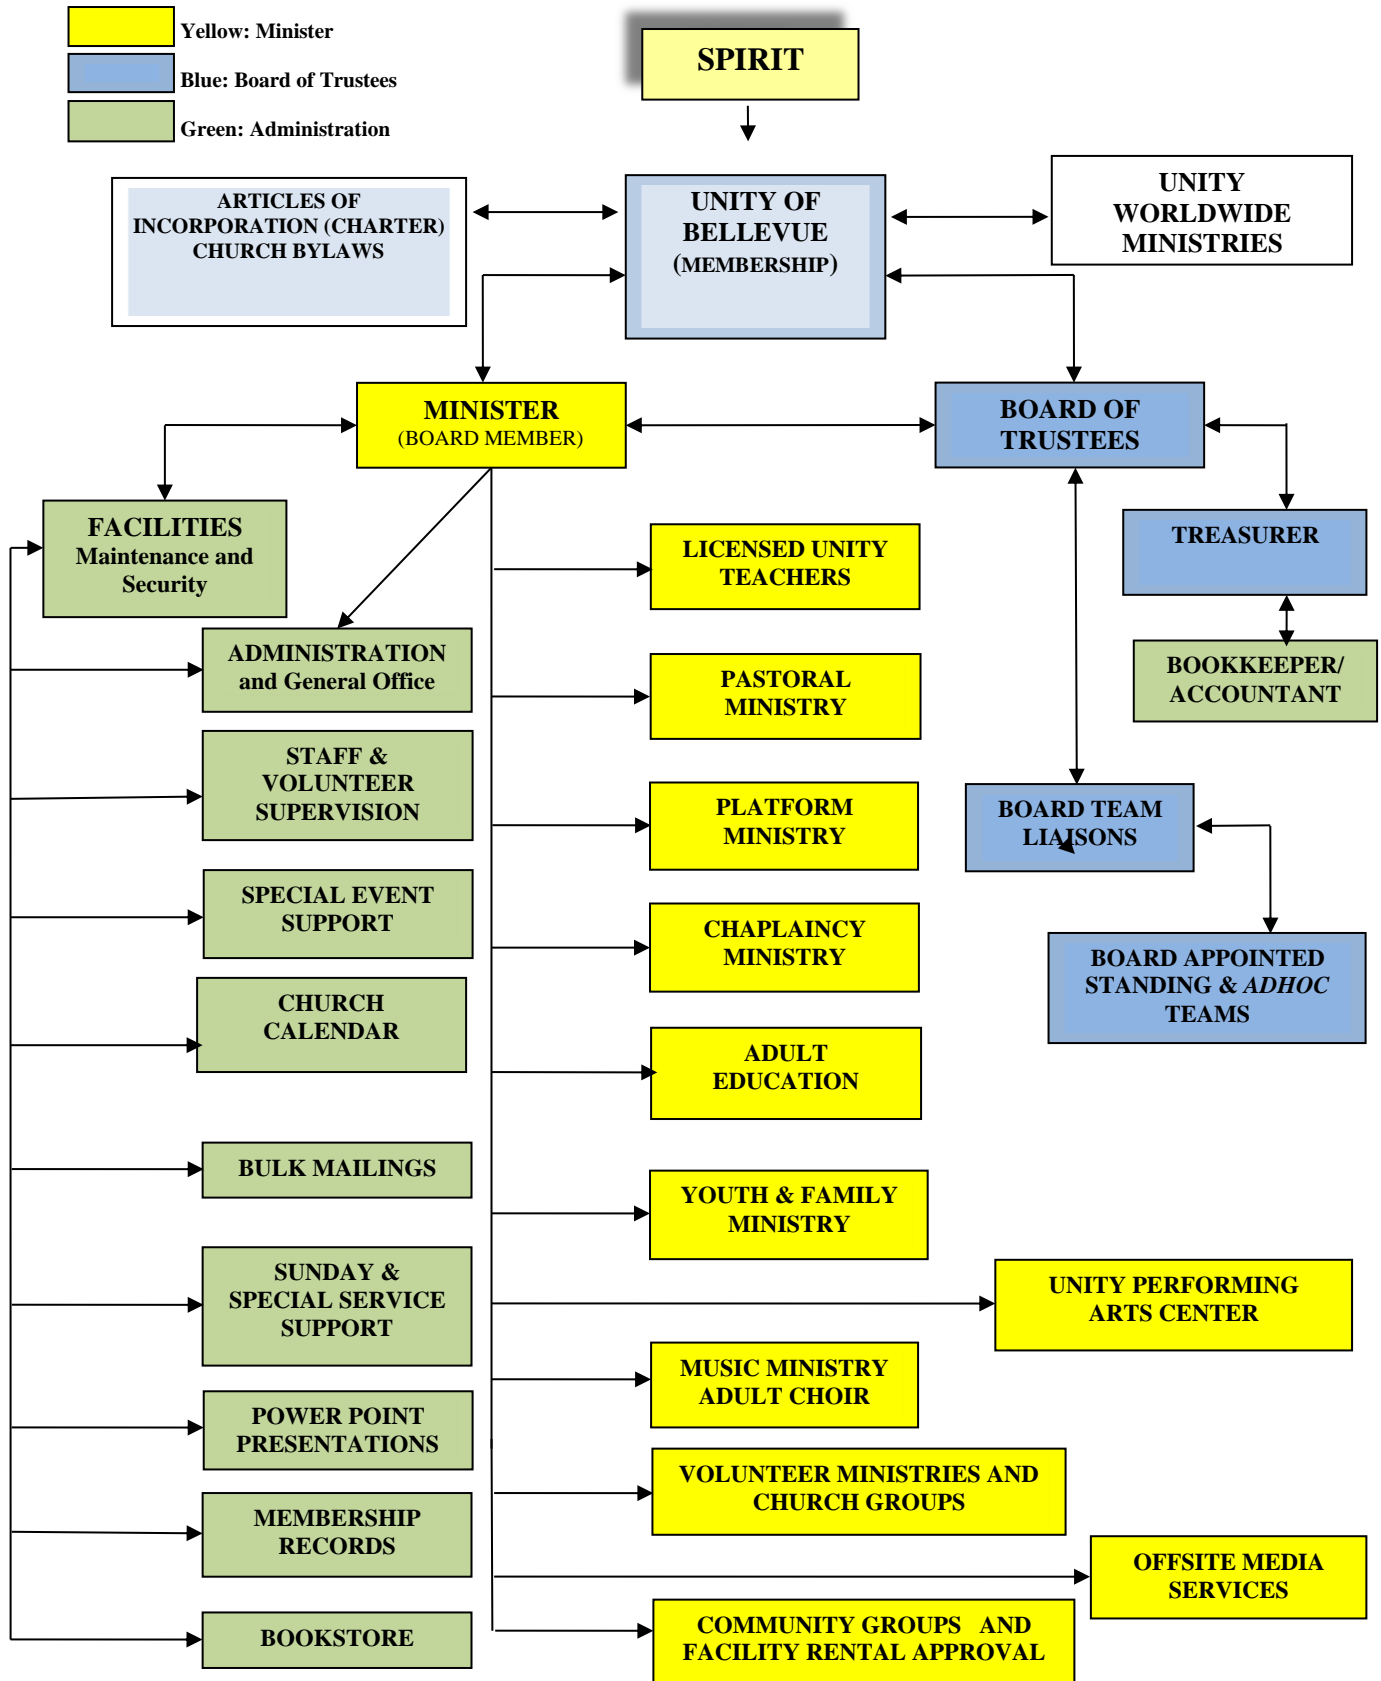 Yellow: Minister
Blue: Board of Trustees
Green: Administration
SPIRIT
ARTICLES OF
INCORPORATION (CHARTER)
CHURCH BYLAWS
UNITY OF
BELLEVUE
(MEMBERSHIP)
UNITY
WORLDWIDE
MINISTRIES
MINISTER
(BOARD MEMBER)
BOARD OF
TRUSTEES
FACILITIES
Maintenance and
Security
TREASURER
BOOKKEEPER/
ACCOUNTANT
BOARD TEAM
LIAISONS
BOARD APPOINTED
STANDING & ADHOC
TEAMS
ADMINISTRATION
and General Office
STAFF &
VOLUNTEER
SUPERVISION
SPECIAL EVENT
SUPPORT
CHURCH
CALENDAR
BULK MAILINGS
SUNDAY &
SPECIAL SERVICE
SUPPORT
POWER POINT
PRESENTATIONS
MEMBERSHIP
RECORDS
BOOKSTORE
LICENSED UNITY
TEACHERS
PASTORAL
MINISTRY
PLATFORM
MINISTRY
CHAPLAINCY
MINISTRY
ADULT
EDUCATION
YOUTH & FAMILY
MINISTRY
UNITY PERFORMING
ARTS CENTER
MUSIC MINISTRY
ADULT CHOIR
VOLUNTEER MINISTRIES AND
CHURCH GROUPS
OFFSITE MEDIA
SERVICES
COMMUNITY GROUPS AND
FACILITY RENTAL APPROVAL